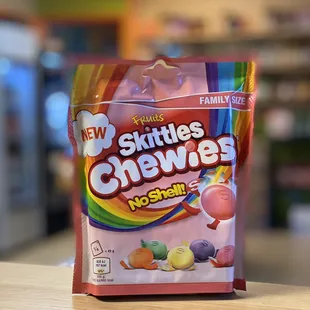 FAMILY SIZE
NEW
Fruits
Skittles
Chewies
No Shell!